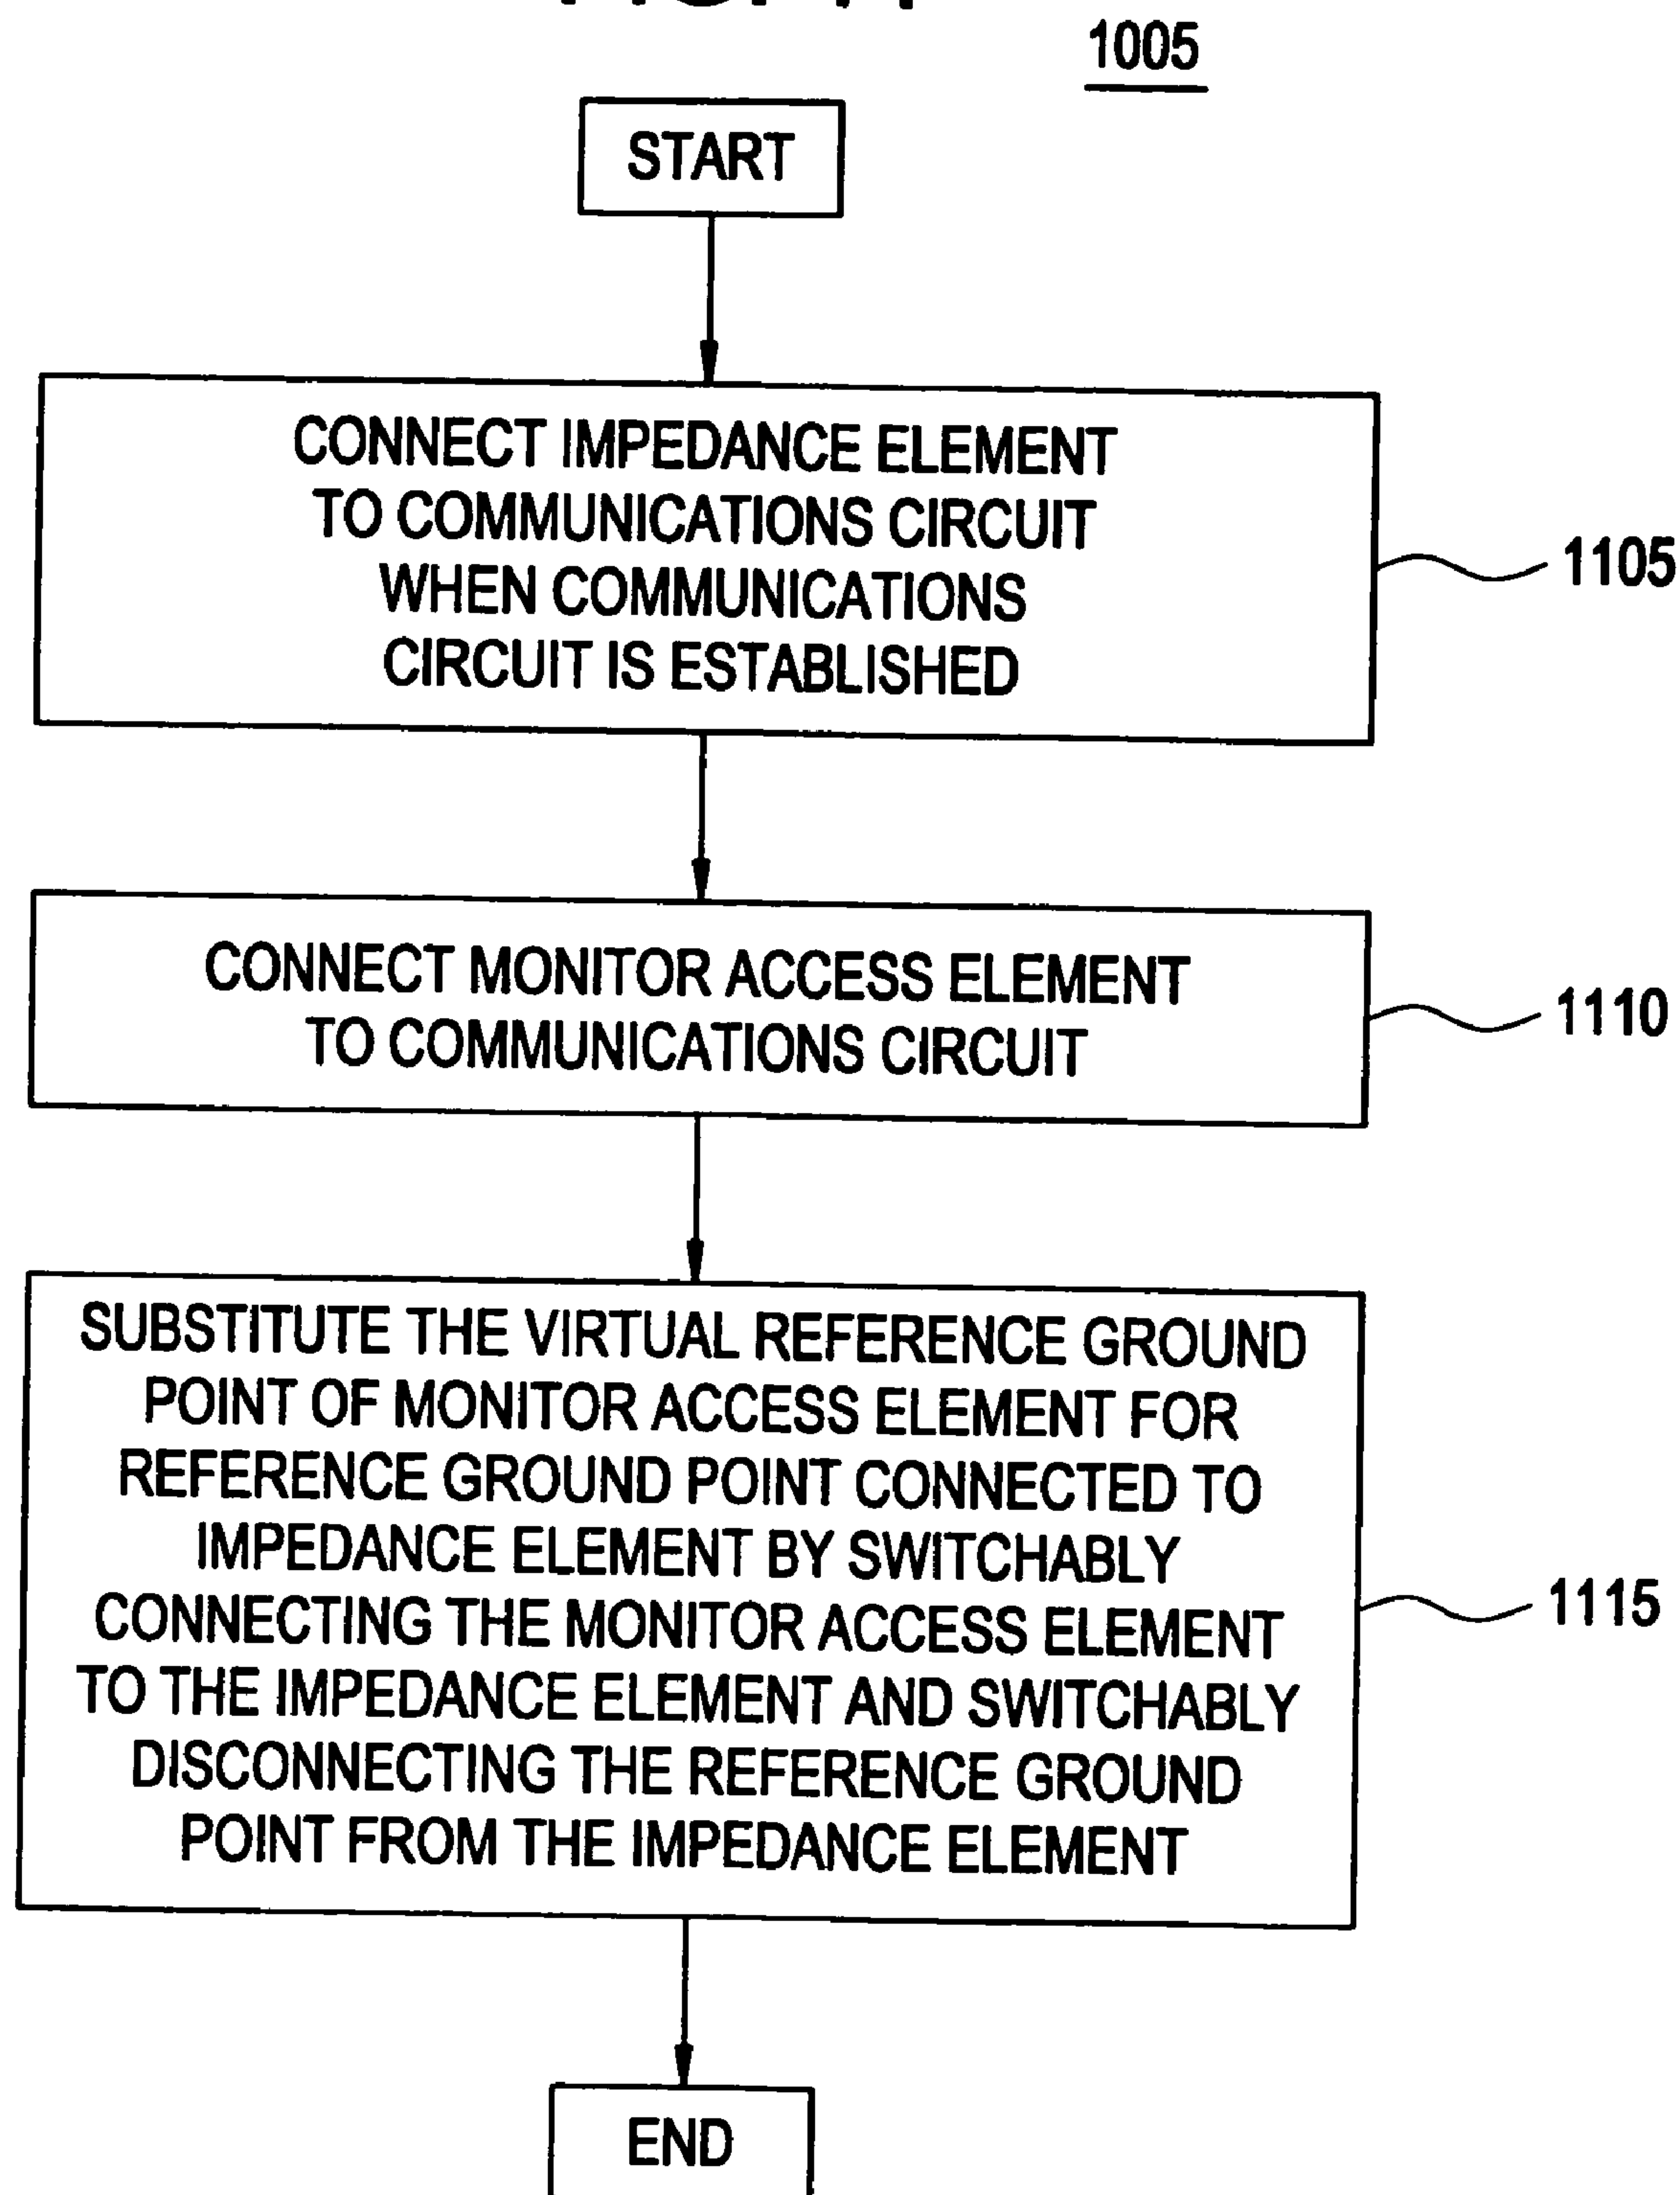 1005
START
CONNECT IMPEDANCE ELEMENT
TO COMMUNICATIONS CIRCUIT
WHEN COMMUNICATIONS
CIRCUIT IS ESTABLISHED
1105
CONNECT MONITOR ACCESS ELEMENT
TO COMMUNICATIONS CIRCUIT
1110
SUBSTITUTE THE VIRTUAL REFERENCE GROUND
POINT OF MONITOR ACCESS ELEMENT FOR
REFERENCE GROUND POINT CONNECTED TO
IMPEDANCE ELEMENT BY SWITCHABLY
CONNECTING THE MONITOR ACCESS ELEMENT
TO THE IMPEDANCE ELEMENT AND SWITCHABLY
DISCONNECTING THE REFERENCE GROUND
POINT FROM THE IMPEDANCE ELEMENT
1115
END